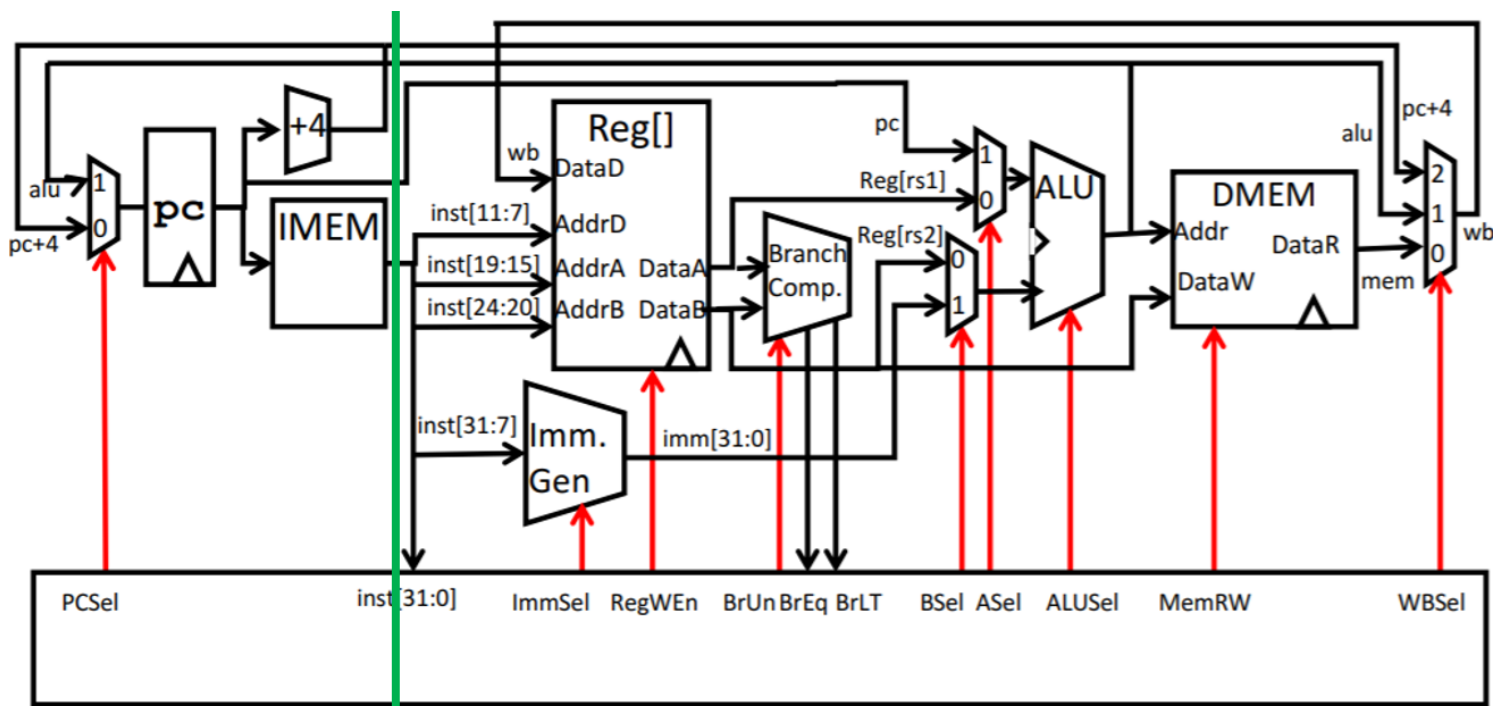 pc+4
+4
pc
alu
wb
Reg[]
DataD
AddrD
AddrA DataA
AddrB DataB
inst[11:7]
inst[19:15]
inst[24:20]
Reg[rs1]
Reg[rs2]
1
0
0
1
ALU
DMEM
Addr
DataR
DataW
2
1
0
wb
mem
alu
1
0
pc+4
pc
IMEM
Branch
Comp.
inst[31:7]
Imm.
Gen
imm[31:0]
PCSel
inst[31:0]
ImmSel
RegWEn
BrUn
BrEq
BrLT
BSel
ASel
ALUSel
MemRW
WBSel